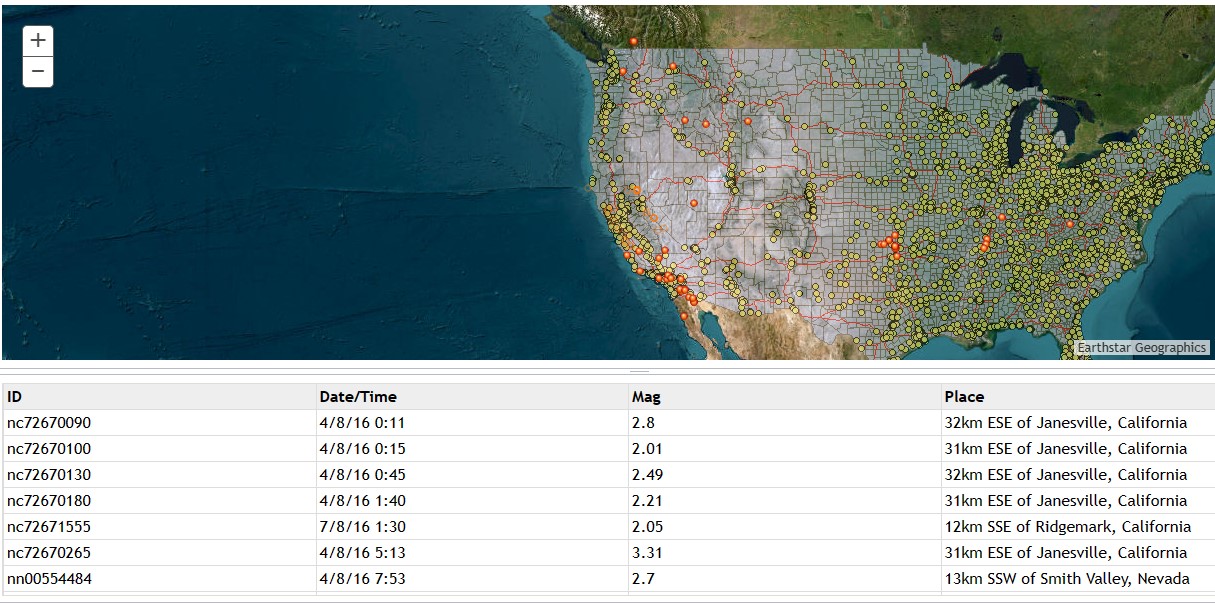 +
−
Earthstar Geographics
ID Date/Time Mag Place
nc72670090 4/8/16 0:11 2.8 32km ESE of Janesville, California
nc72670100 4/8/16 0:15 2.01 31km ESE of Janesville, California
nc72670130 4/8/16 0:45 2.49 32km ESE of Janesville, California
nc72670180 4/8/16 1:40 2.21 31km ESE of Janesville, California
nc72671555 7/8/16 1:30 2.05 12km SSE of Ridgemark, California
nc72670265 4/8/16 5:13 3.31 31km ESE of Janesville, California
nn00554484 4/8/16 7:53 2.7 13km SSW of Smith Valley, Nevada